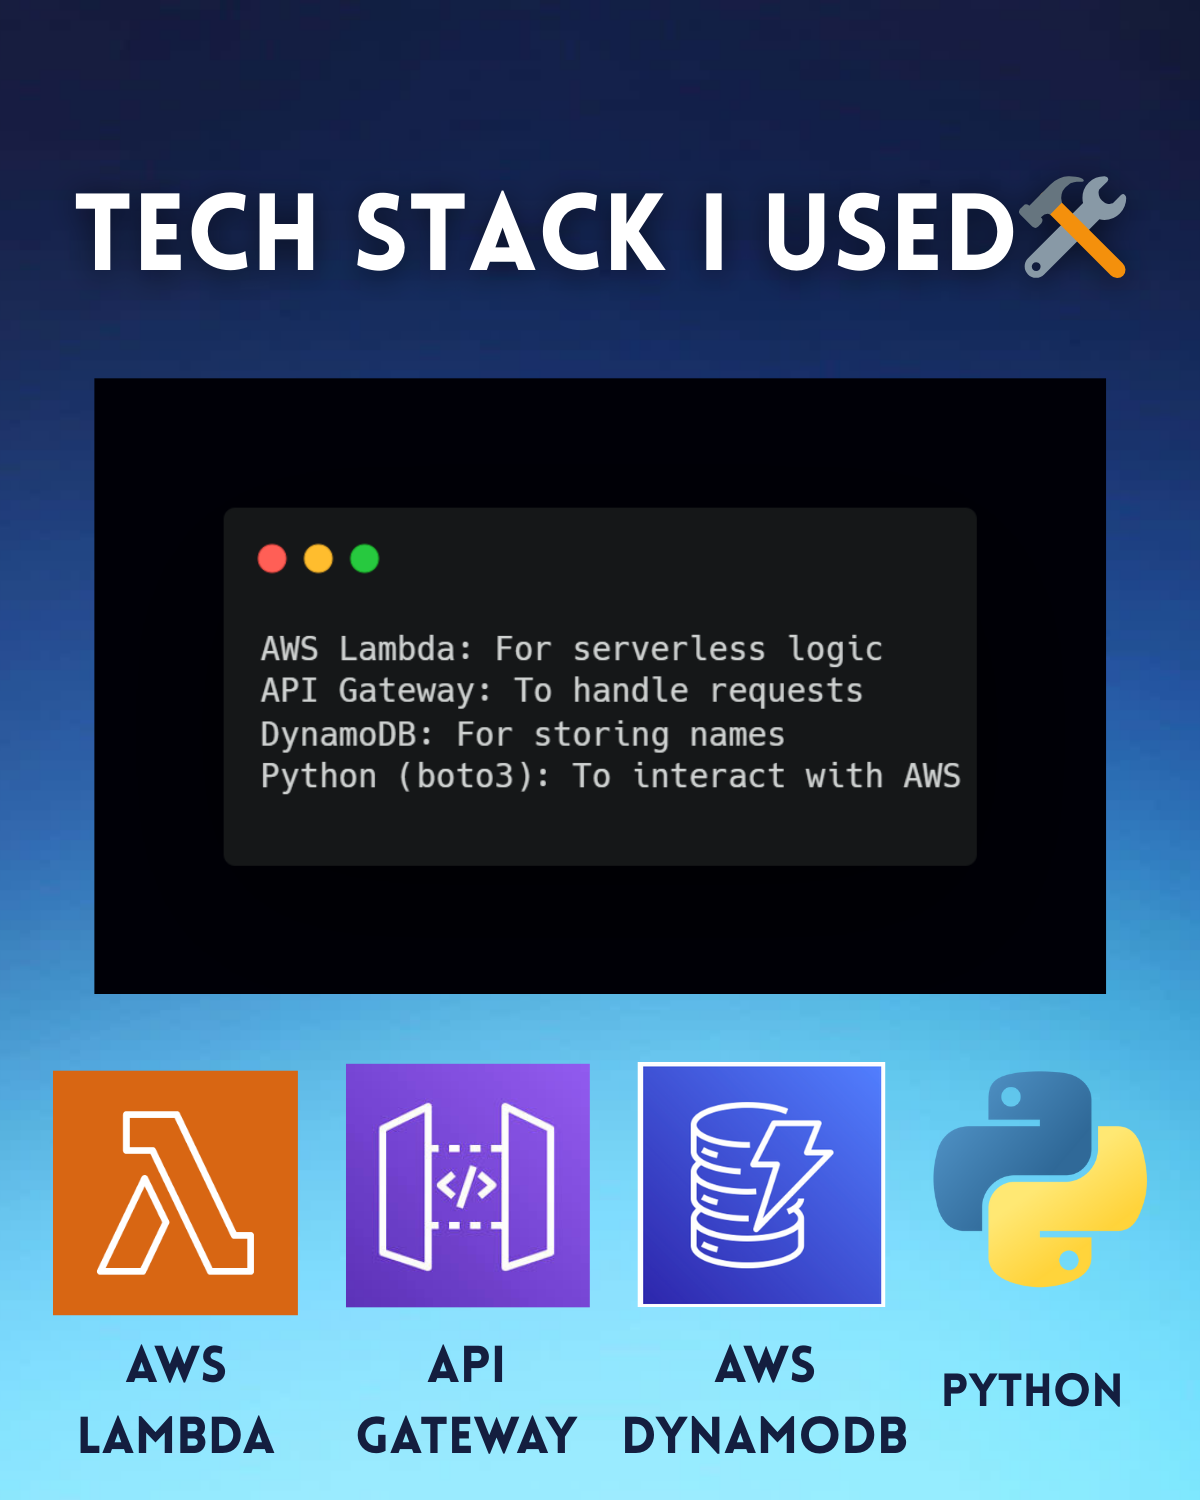 TECH STACK I USED🛠
AWS Lambda: For serverless logic
API Gateway: To handle requests
DynamoDB: For storing names
Python (boto3): To interact with AWS
</>
AWS
LAMBDA
API
GATEWAY
AWS
DYNAMODB
PYTHON